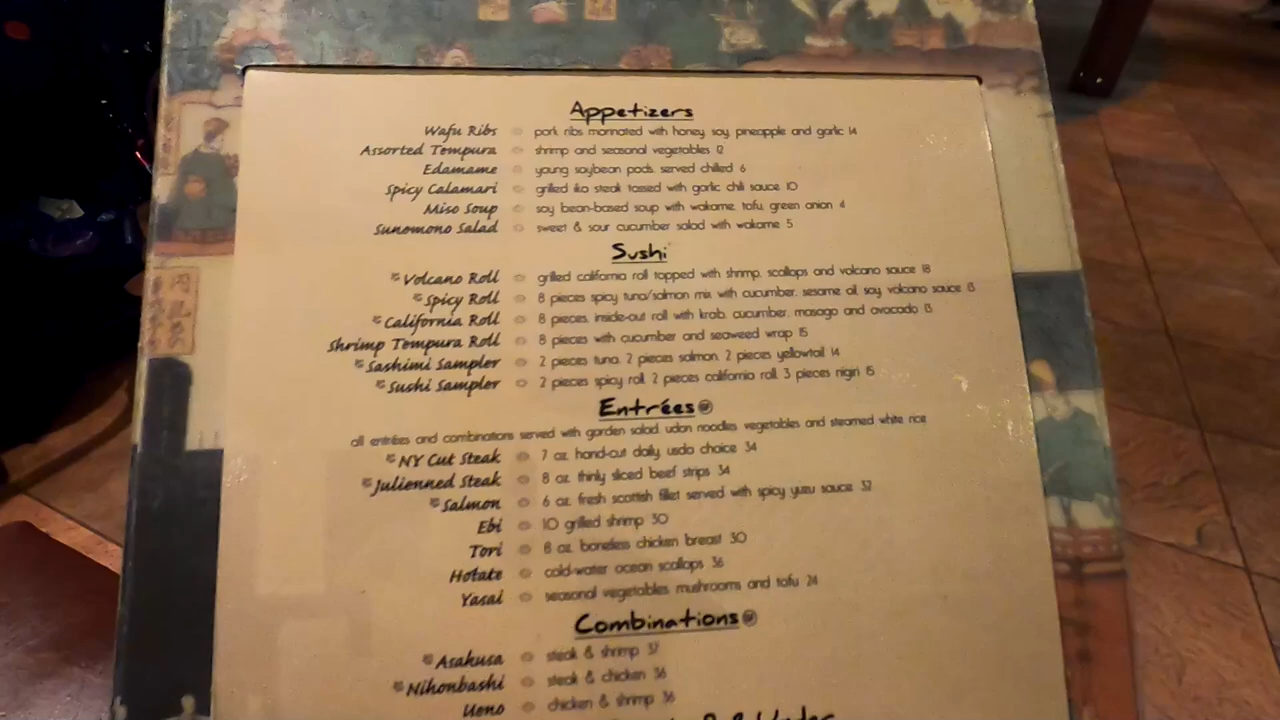 Appetizers
Wafu Ribs pork ribs marinated with honey, soy, pineapple and garlic 14
Assorted Tempura shrimp and seasonal vegetables 12
Edamame young soybean pods, served chilled 6
Spicy Calamari grilled ika steak tossed with garlic chili sauce 10
Miso Soup soy bean-based soup with wakame, tofu, green onion 4
Sunomono Salad sweet & sour cucumber salad with wakame 5
Sushi
Volcano Roll grilled california roll topped with shrimp, scallops and volcano sauce 18
Spicy Roll 8 pieces spicy tuna/salmon mix with cucumber, sesame oil, soy, volcano sauce 13
California Roll 8 pieces, inside-out roll with krab, cucumber, masago and avocado 13
Shrimp Tempura Roll 8 pieces with cucumber and seaweed wrap 15
Sashimi Sampler 2 pieces tuna, 2 pieces salmon, 2 pieces yellowtail 14
Sushi Sampler 2 pieces spicy roll, 2 pieces california roll, 3 pieces nigiri 15
Entrées
all entrées and combinations served with garden salad, udon noodles, vegetables and steamed white rice
NY Cut Steak 7 oz. hand-cut daily, usda choice 34
Julienned Steak 8 oz. thinly sliced beef strips 34
Salmon 6 oz. fresh scottish fillet served with spicy yuzu sauce 32
Ebi 10 grilled shrimp 30
Tori 8 oz. boneless chicken breast 30
Hotate cold-water ocean scallops 36
Yasai seasonal vegetables, mushrooms and tofu 24
Combinations
Asakusa steak & shrimp 37
Nihonbashi steak & chicken 36
Ueno chicken & shrimp 36